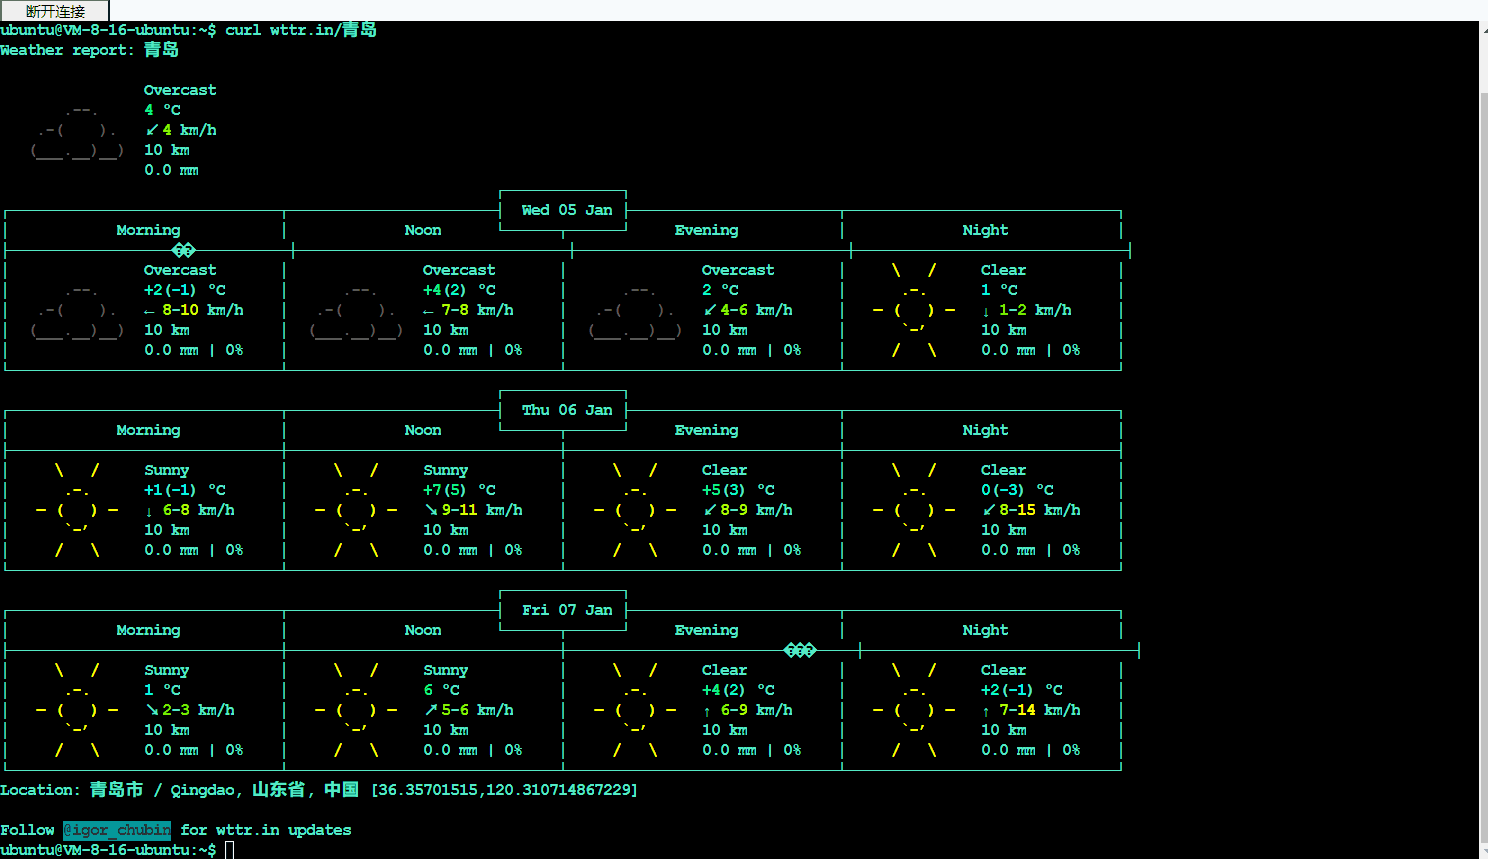 断开连接
ubuntu@VM-8-16-ubuntu:~$ curl wttr.in/青岛
Weather report: 青岛
Overcast
4 °C
↙ 4 km/h
10 km
0.0 mm
Wed 05 Jan
Morning Noon Evening Night
Overcast Overcast Overcast Clear
+2(-1) °C +4(2) °C 2 °C 1 °C
← 8-10 km/h ← 7-8 km/h ↙ 4-6 km/h ↓ 1-2 km/h
10 km 10 km 10 km 10 km
0.0 mm | 0% 0.0 mm | 0% 0.0 mm | 0% 0.0 mm | 0%
Thu 06 Jan
Morning Noon Evening Night
Sunny Sunny Clear Clear
+1(-1) °C +7(5) °C +5(3) °C 0(-3) °C
↓ 6-8 km/h ↘ 9-11 km/h ↙ 8-9 km/h ↙ 8-15 km/h
10 km 10 km 10 km 10 km
0.0 mm | 0% 0.0 mm | 0% 0.0 mm | 0% 0.0 mm | 0%
Fri 07 Jan
Morning Noon Evening Night
Sunny Sunny Clear Clear
1 °C 6 °C +4(2) °C +2(-1) °C
↘ 2-3 km/h ↗ 5-6 km/h ↑ 6-9 km/h ↑ 7-14 km/h
10 km 10 km 10 km 10 km
0.0 mm | 0% 0.0 mm | 0% 0.0 mm | 0% 0.0 mm | 0%
Location: 青岛市 / Qingdao, 山东省, 中国 [36.35701515,120.310714867229]
Follow @igor_chubin for wttr.in updates
ubuntu@VM-8-16-ubuntu:~$